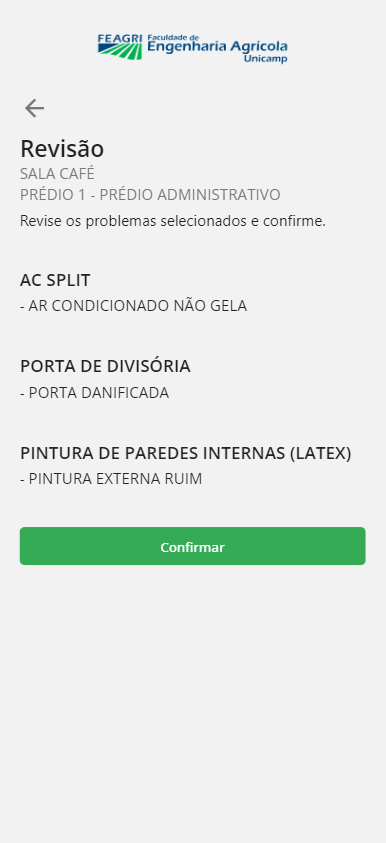 FEAGRI Faculdade de
Engenharia Agrícola
Unicamp
Revisão
SALA CAFÉ
PRÉDIO 1 - PRÉDIO ADMINISTRATIVO
Revise os problemas selecionados e confirme.
AC SPLIT
- AR CONDICIONADO NÃO GELA
PORTA DE DIVISÓRIA
- PORTA DANIFICADA
PINTURA DE PAREDES INTERNAS (LATEX)
- PINTURA EXTERNA RUIM
Confirmar